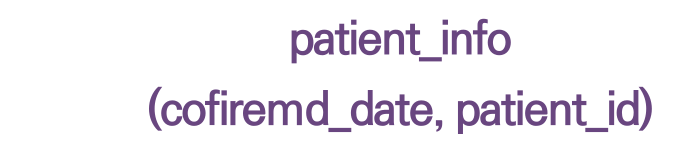 patient_info
(cofiremd_date, patient_id)